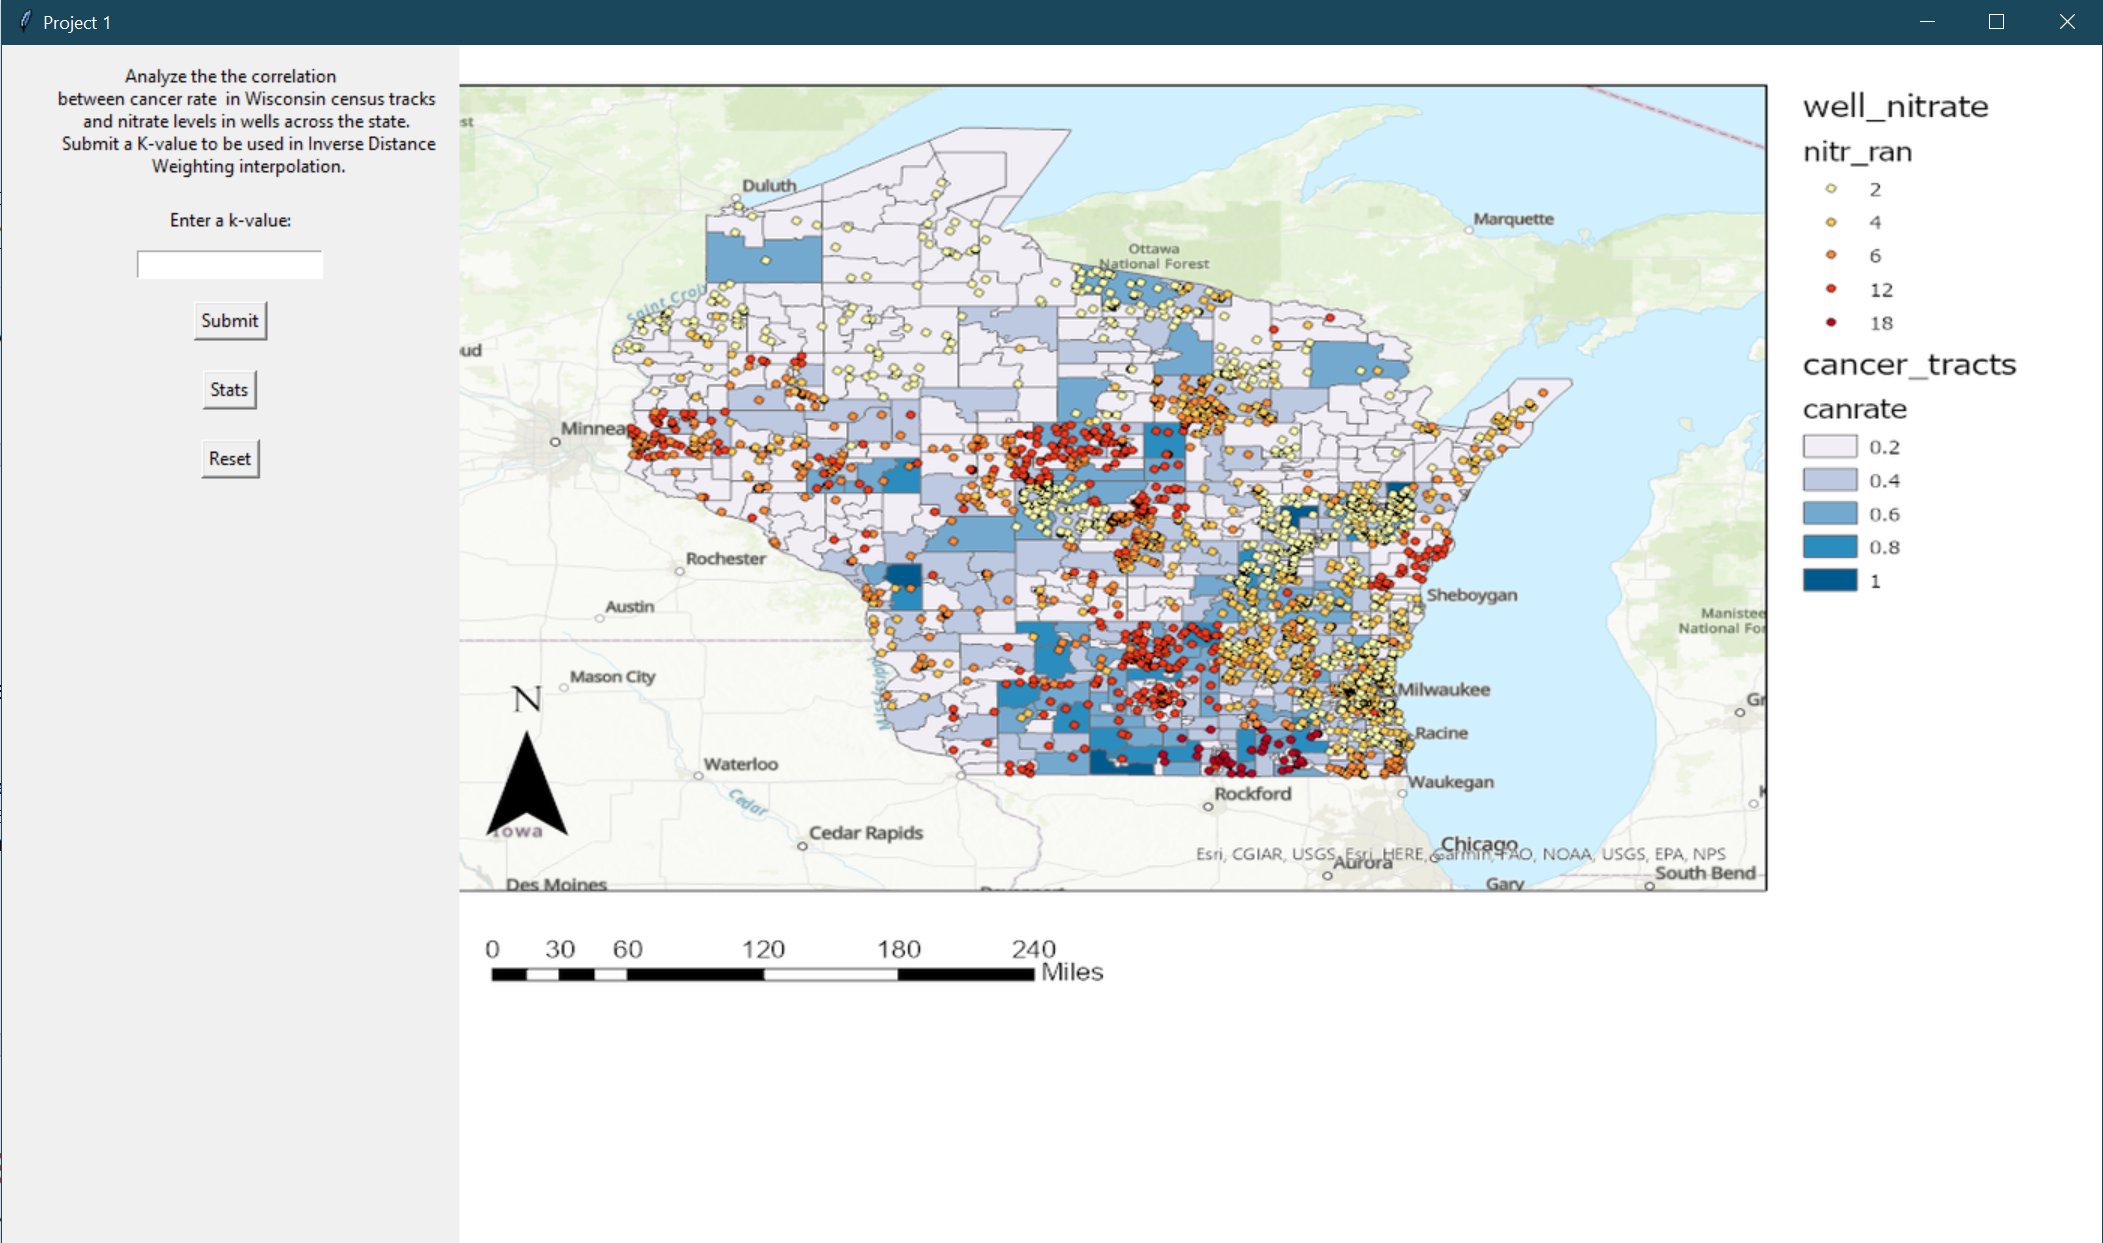 Project 1
Analyze the the correlation
between cancer rate  in Wisconsin census tracks
and nitrate levels in wells across the state.
Submit a K-value to be used in Inverse Distance
Weighting interpolation.
Enter a k-value:
Submit
Stats
Reset
st
Duluth
Marquette
Ottawa
National Forest
Saint Croix
ud
Minneap
Rochester
Austin
Sheboygan
Manistee
National For
Mason City
Mississippi
Milwaukee
Gr
N
Racine
Waterloo
Waukegan
Cedar
Rockford
K
Iowa
Cedar Rapids
Chicago
Esri, CGIAR, USGS, Esri, HERE, Garmin, FAO, NOAA, USGS, EPA, NPS
Aurora
South Bend
Des Moines
Gary
0 30 60 120 180 240
Miles
well_nitrate
nitr_ran
2
4
6
12
18
cancer_tracts
canrate
0.2
0.4
0.6
0.8
1